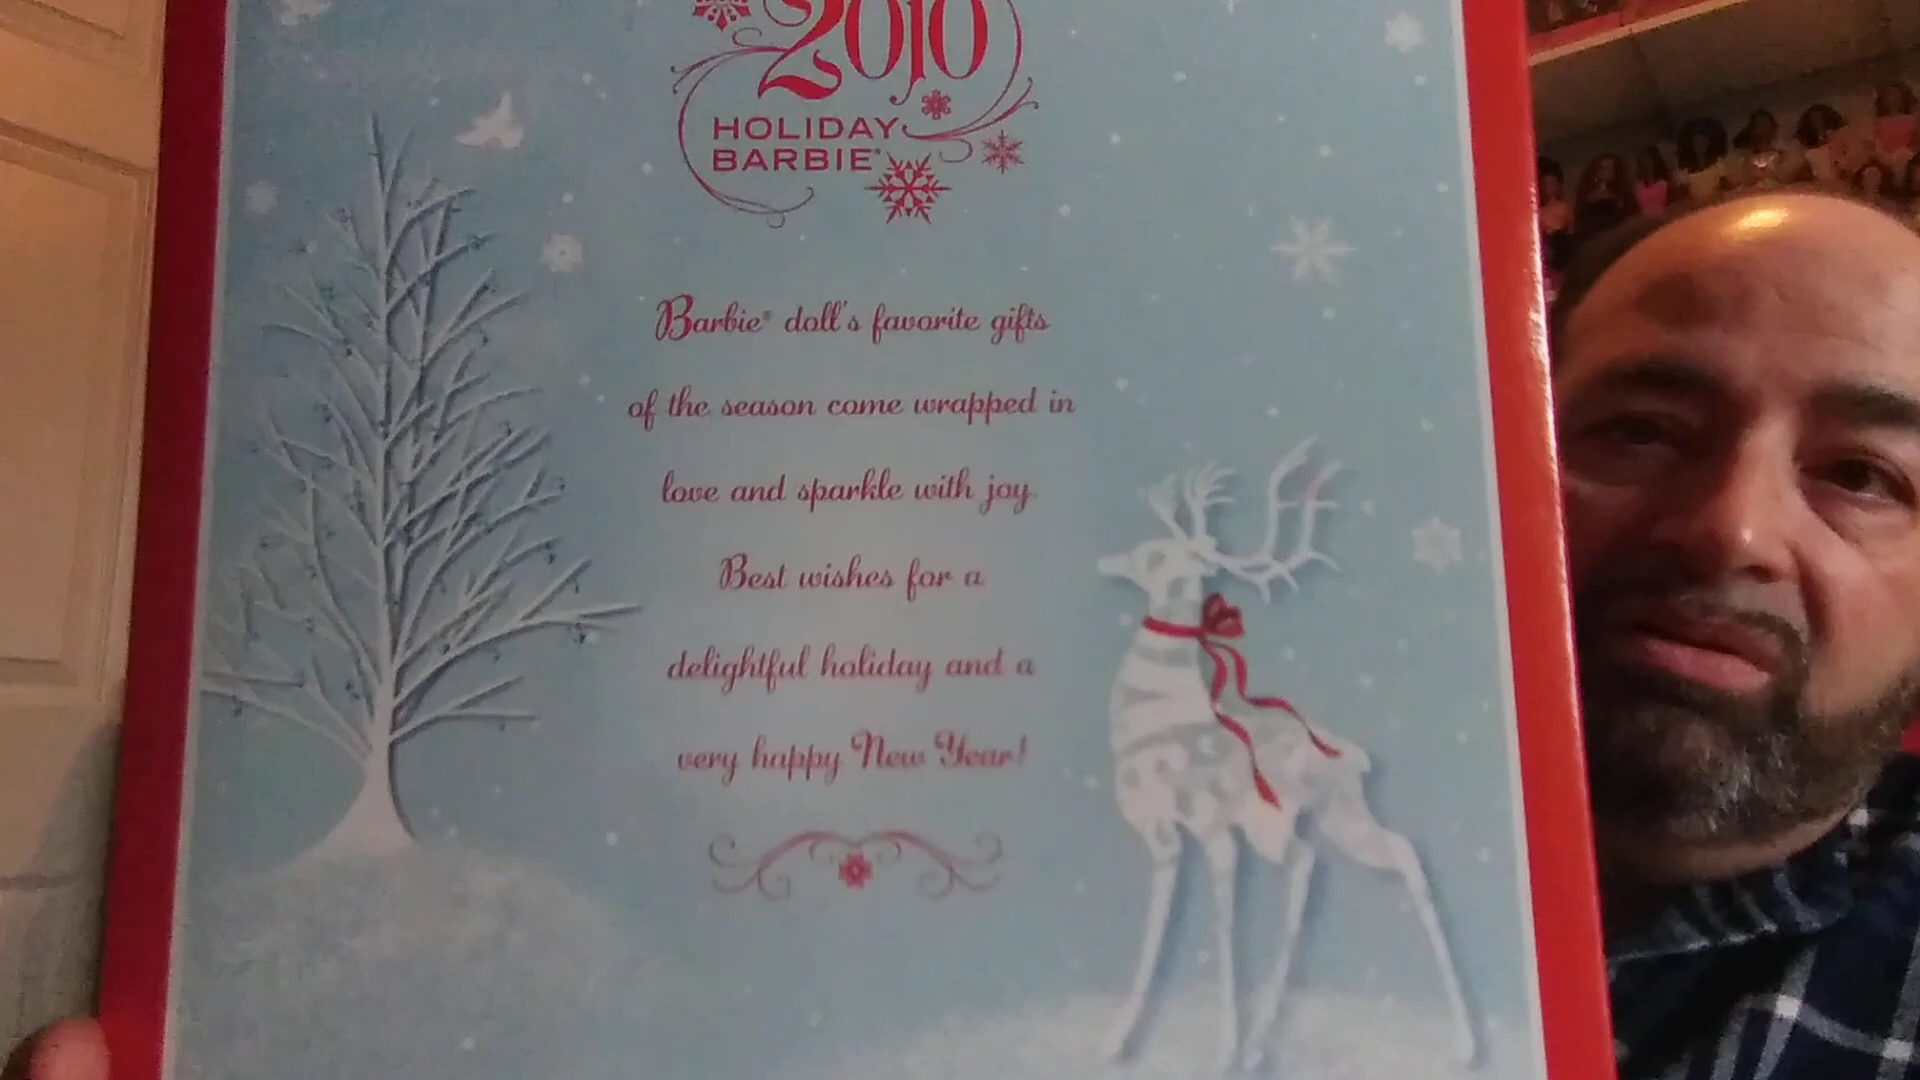 2010
HOLIDAY
BARBIE®
Barbie® doll's favorite gifts
of the season come wrapped in
love and sparkle with joy.
Best wishes for a
delightful holiday and a
very happy New Year!